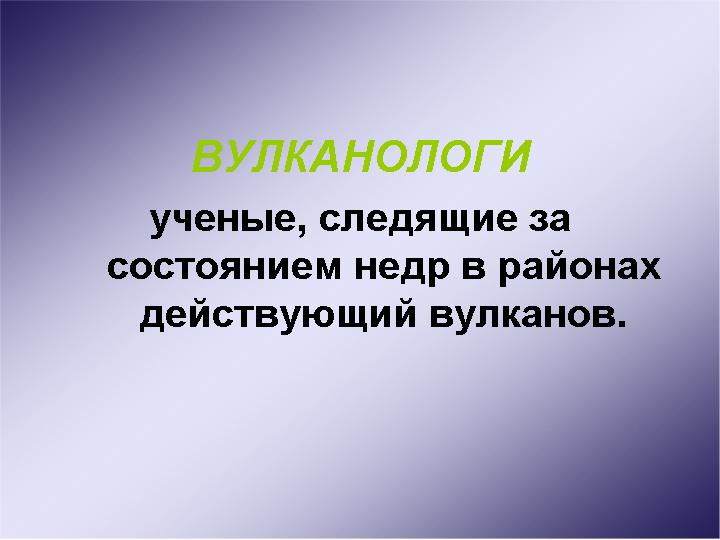 ВУЛКАНОЛОГИ
ученые, следящие за
состоянием недр в районах
действующий вулканов.